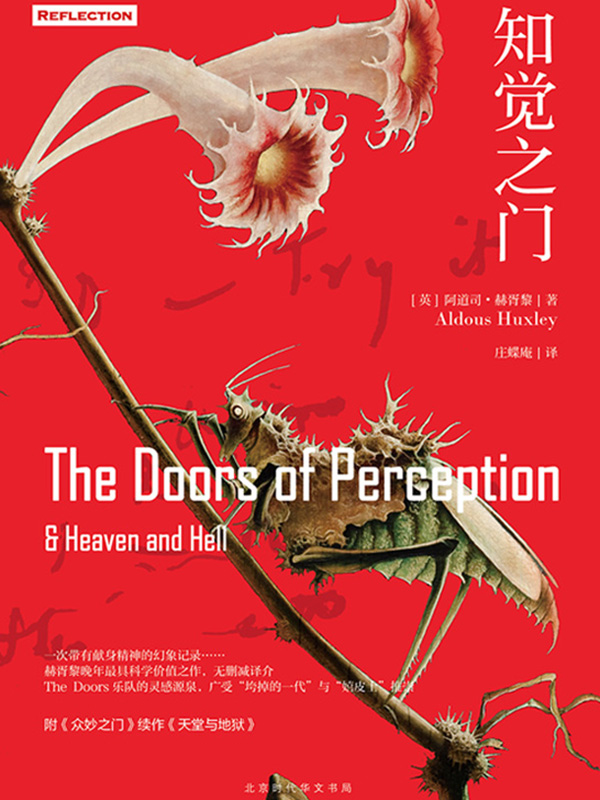 REFLECTION
知觉之门
[英] 阿道司·赫胥黎 | 著
Aldous Huxley
庄蝶庵 | 译
The Doors of Perception
& Heaven and Hell
一次带有献身精神的幻象记录……
赫胥黎晚年最具科学价值之作，无删减译介
The Doors 乐队的灵感源泉，广受“垮掉的一代”与“嬉皮士”推崇
附《众妙之门》续作《天堂与地狱》
北京时代华文书局